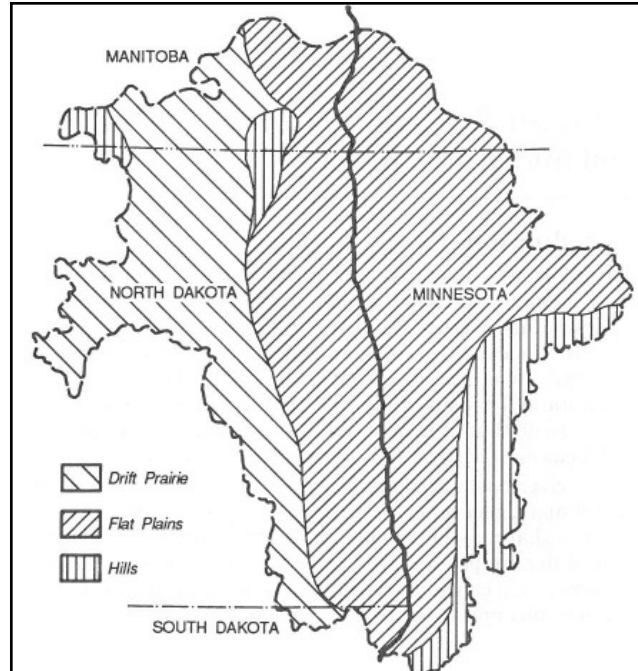 MANITOBA
NORTH DAKOTA
MINNESOTA
Drift Prairie
Flat Plains
Hills
SOUTH DAKOTA